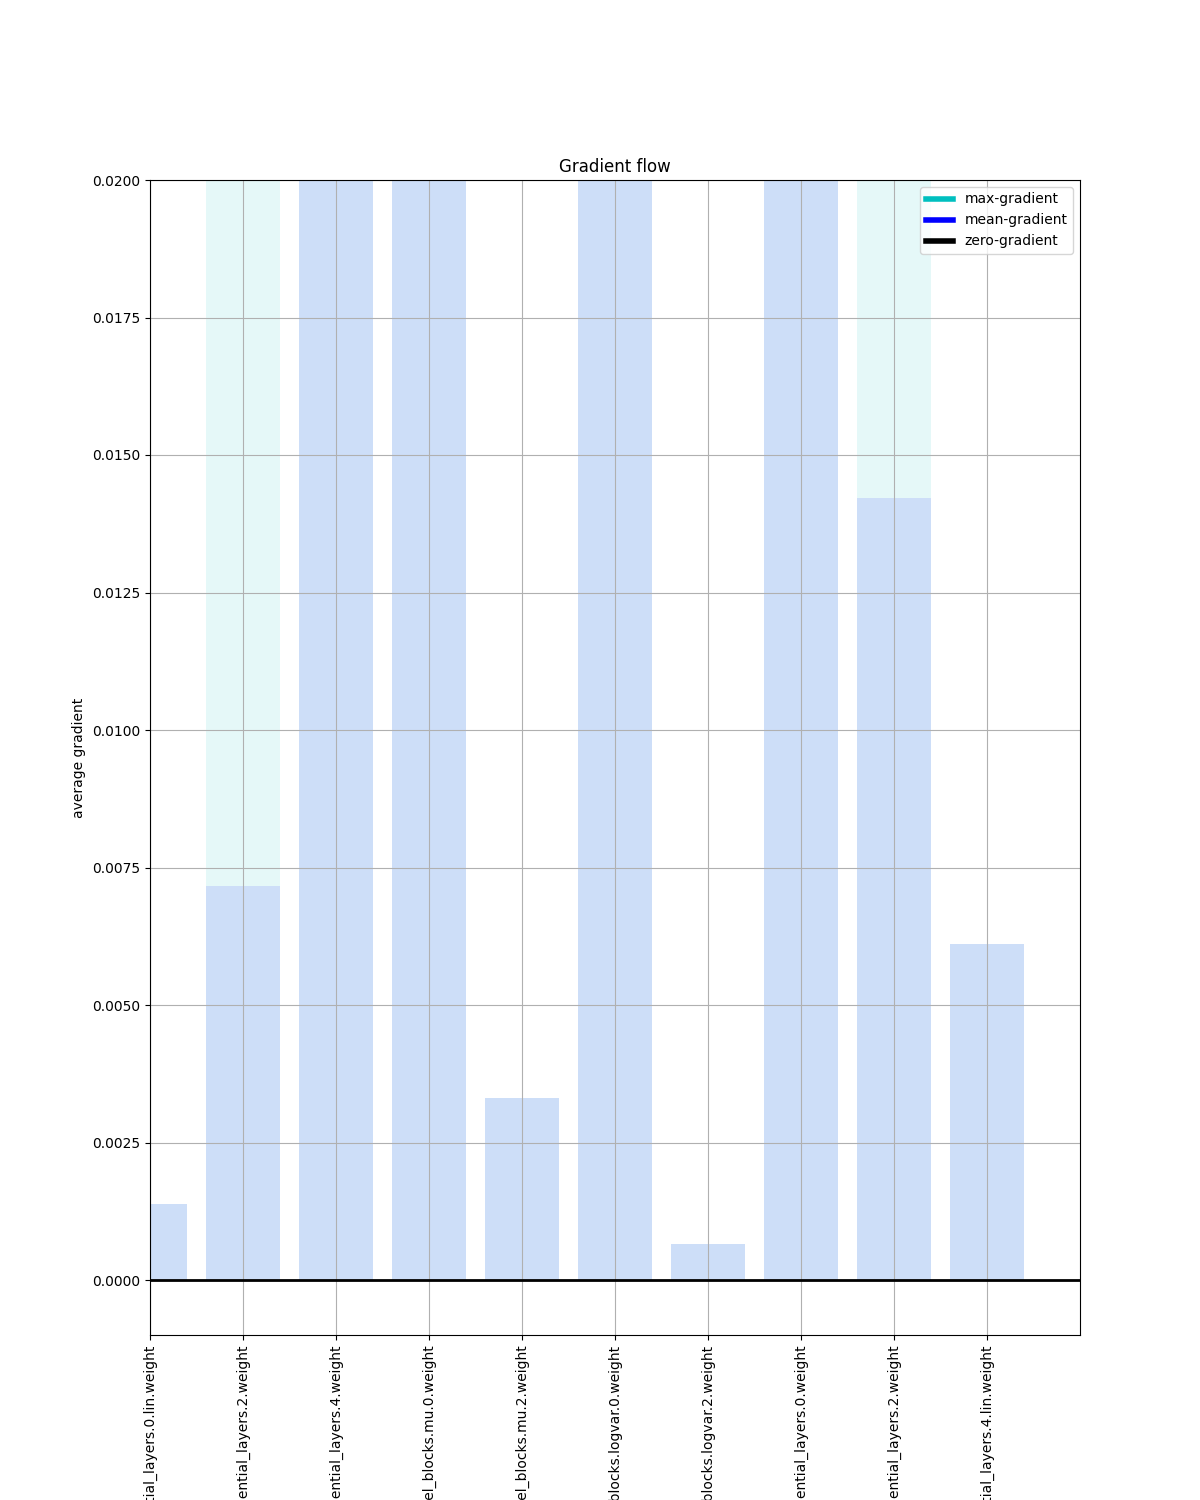 Gradient flow
max-gradient
mean-gradient
zero-gradient
0.0200
0.0175
0.0150
0.0125
0.0100
0.0075
0.0050
0.0025
0.0000
average gradient
tial_layers.0.lin.weight
ential_layers.2.weight
ential_layers.4.weight
el_blocks.mu.0.weight
el_blocks.mu.2.weight
blocks.logvar.0.weight
blocks.logvar.2.weight
ential_layers.0.weight
ential_layers.2.weight
tial_layers.4.lin.weight